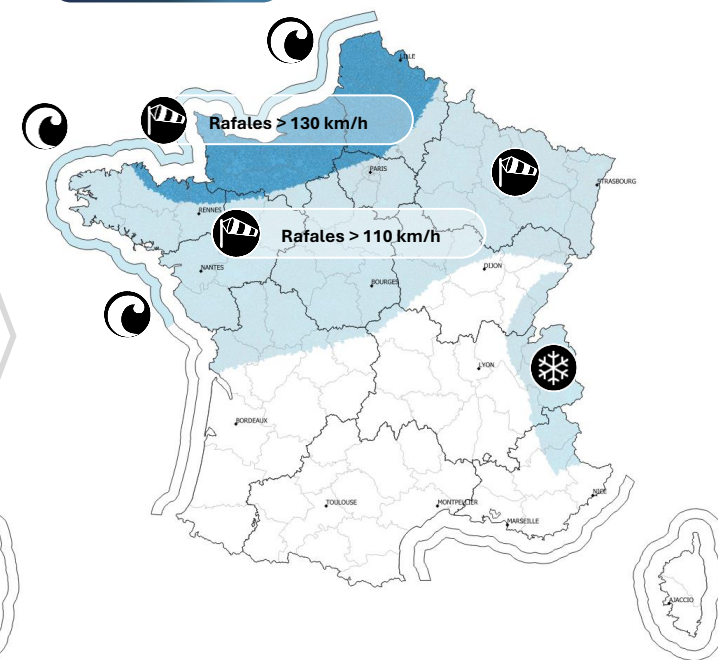 LILLE
Rafales > 130 km/h
PARIS
STRASBOURG
RENNES
Rafales > 110 km/h
NANTES
DIJON
BOURGES
LYON
BORDEAUX
TOULOUSE
MONTPELLIER
NICE
MARSEILLE
AJACCIO